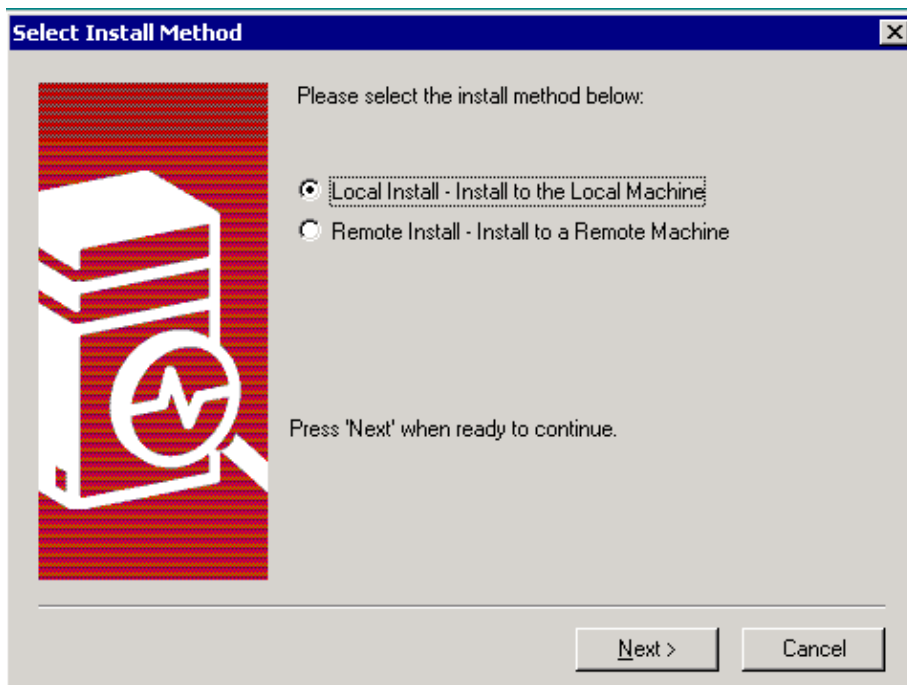 Select Install Method
Please select the install method below:
Local Install - Install to the Local Machine
Remote Install - Install to a Remote Machine
Press 'Next' when ready to continue.
Next >
Cancel